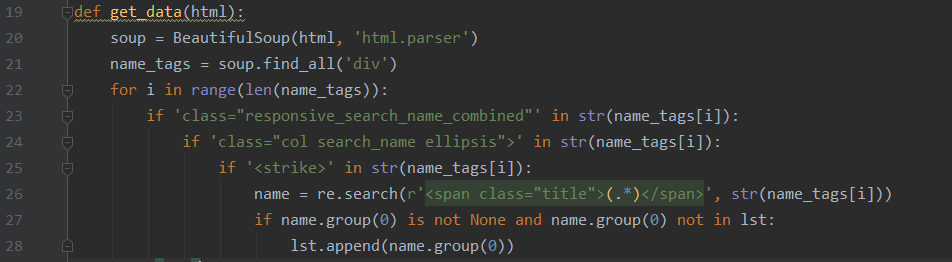 19 def get_data(html):
20     soup = BeautifulSoup(html, 'html.parser')
21     name_tags = soup.find_all('div')
22     for i in range(len(name_tags)):
23         if 'class="responsive_search_name_combined"' in str(name_tags[i]):
24             if 'class="col search_name ellipsis">' in str(name_tags[i]):
25                 if '<strike>' in str(name_tags[i]):
26                     name = re.search(r'<span class="title">(.*)</span>', str(name_tags[i]))
27                     if name.group(0) is not None and name.group(0) not in lst:
28                         lst.append(name.group(0))